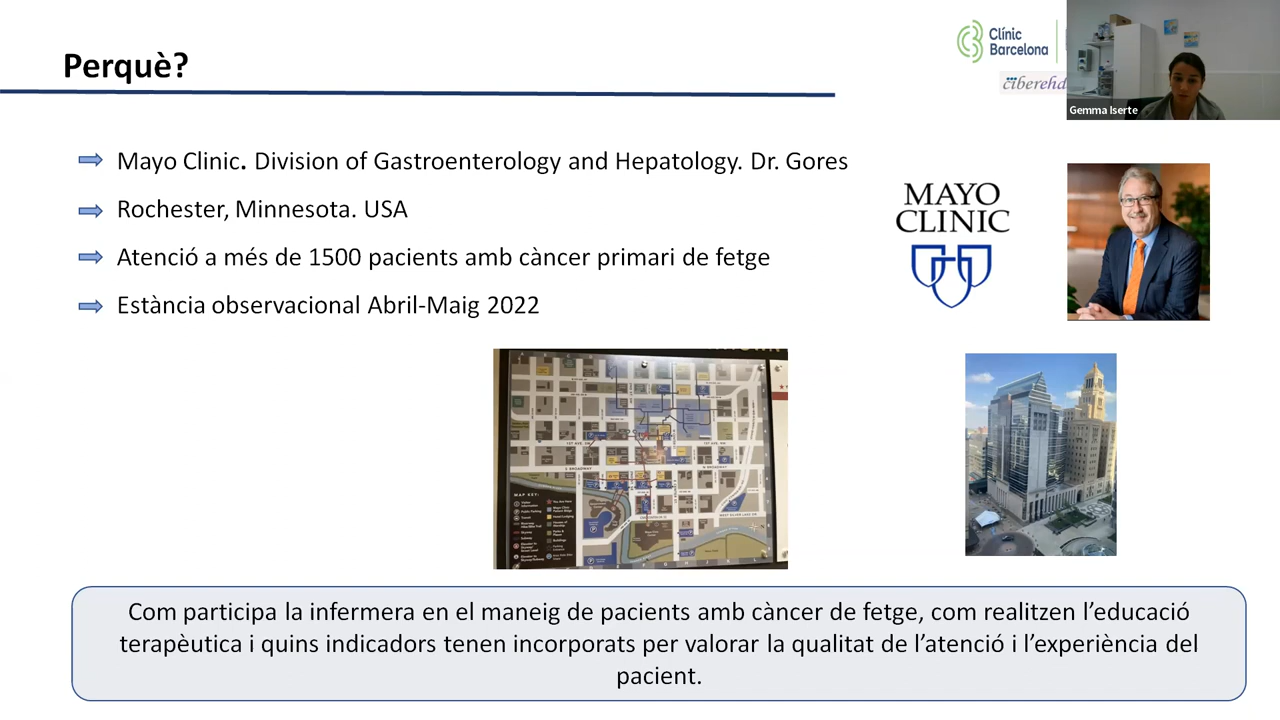 Perquè?
Clínic
Barcelona
ciberehd
Gemma Iserte
Mayo Clinic. Division of Gastroenterology and Hepatology. Dr. Gores
Rochester, Minnesota. USA
Atenció a més de 1500 pacients amb càncer primari de fetge
Estància observacional Abril-Maig 2022
MAYO
CLINIC
MAP KEY:
Com participa la infermera en el maneig de pacients amb càncer de fetge, com realitzen l’educació
terapèutica i quins indicadors tenen incorporats per valorar la qualitat de l’atenció i l’experiència del
pacient.